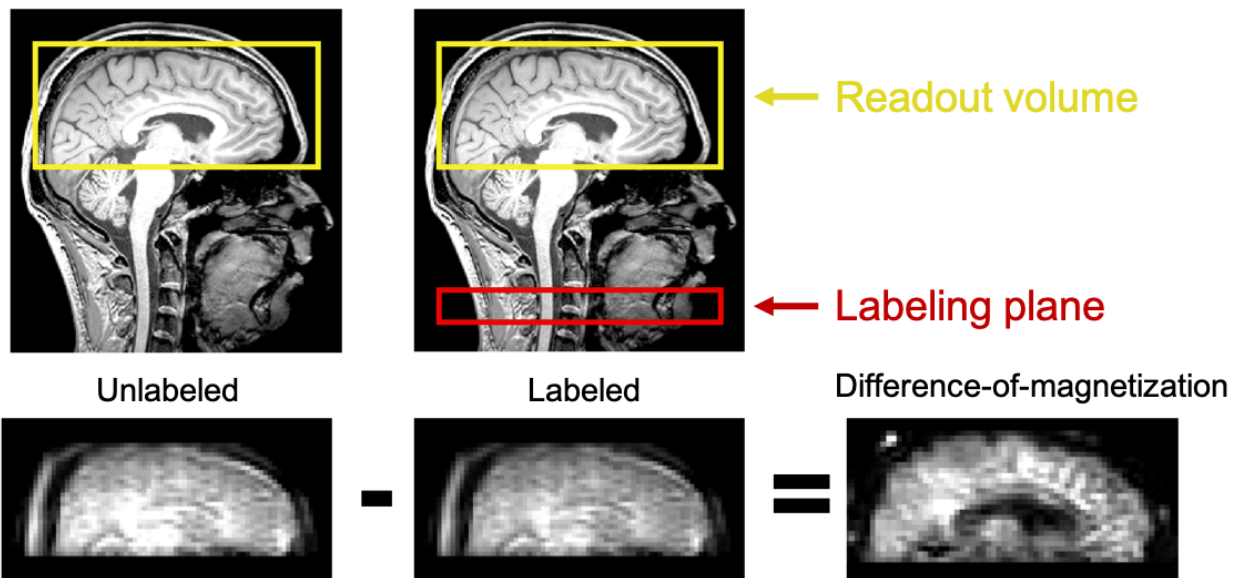 Readout volume
Labeling plane
Unlabeled
Labeled
Difference-of-magnetization
- =